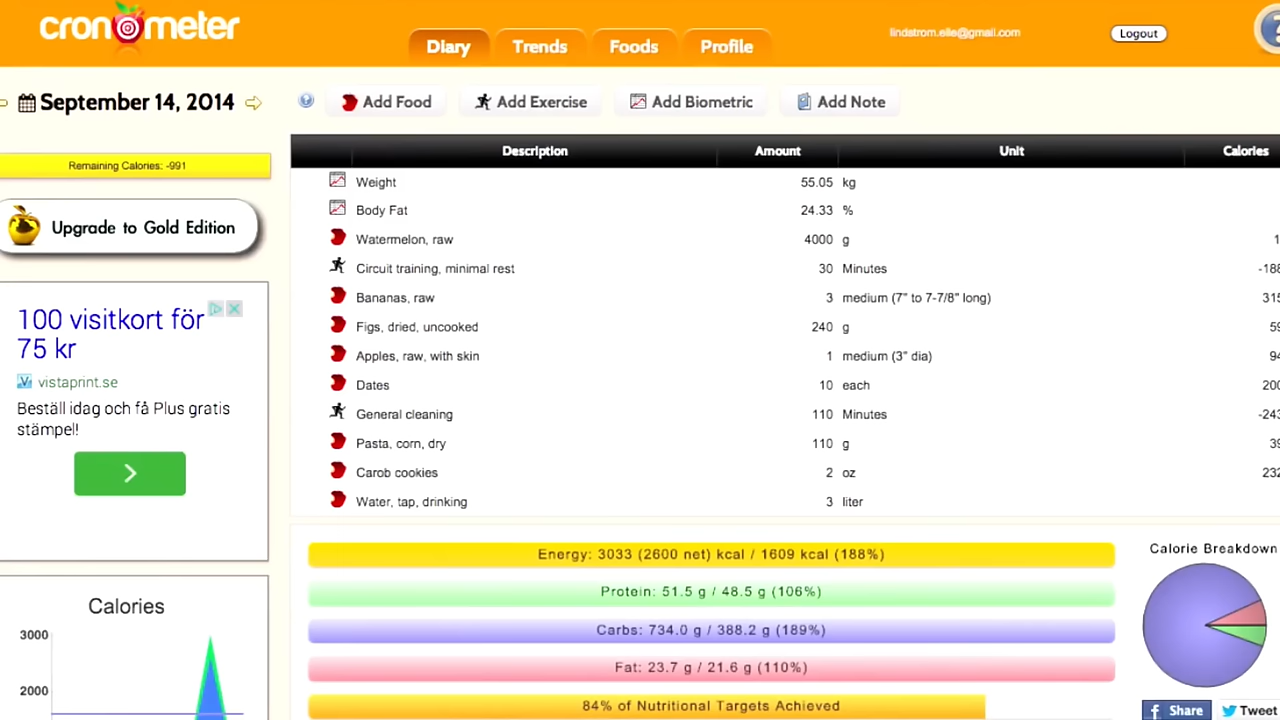 cronometer
Diary Trends Foods Profile
lindstrom.elle@gmail.com
Logout
September 14, 2014
Add Food Add Exercise Add Biometric Add Note
Remaining Calories: -991
Upgrade to Gold Edition
100 visitkort för
75 kr
vistaprint.se
Beställ idag och få Plus gratis
stämpel!
Calories
3000
2000
Description Amount Unit Calories
Weight 55.05 kg
Body Fat 24.33 %
Watermelon, raw 4000 g 1
Circuit training, minimal rest 30 Minutes -188
Bananas, raw 3 medium (7" to 7-7/8" long) 315
Figs, dried, uncooked 240 g 59
Apples, raw, with skin 1 medium (3" dia) 94
Dates 10 each 200
General cleaning 110 Minutes -243
Pasta, corn, dry 110 g 39
Carob cookies 2 oz 232
Water, tap, drinking 3 liter
Energy: 3033 (2600 net) kcal / 1609 kcal (188%)
Protein: 51.5 g / 48.5 g (106%)
Carbs: 734.0 g / 388.2 g (189%)
Fat: 23.7 g / 21.6 g (110%)
84% of Nutritional Targets Achieved
Calorie Breakdown
Share Tweet